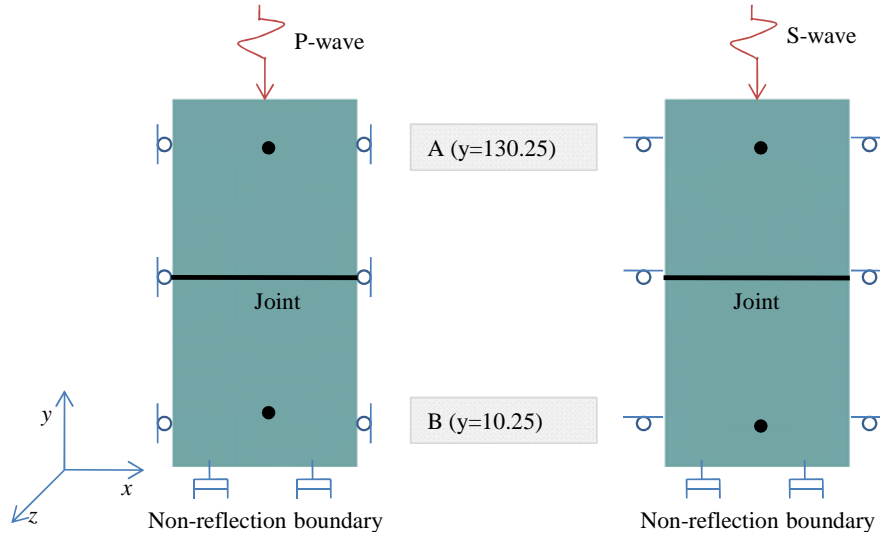 P-wave
S-wave
A (y=130.25)
Joint
Joint
B (y=10.25)
y
x
z
Non-reflection boundary
Non-reflection boundary